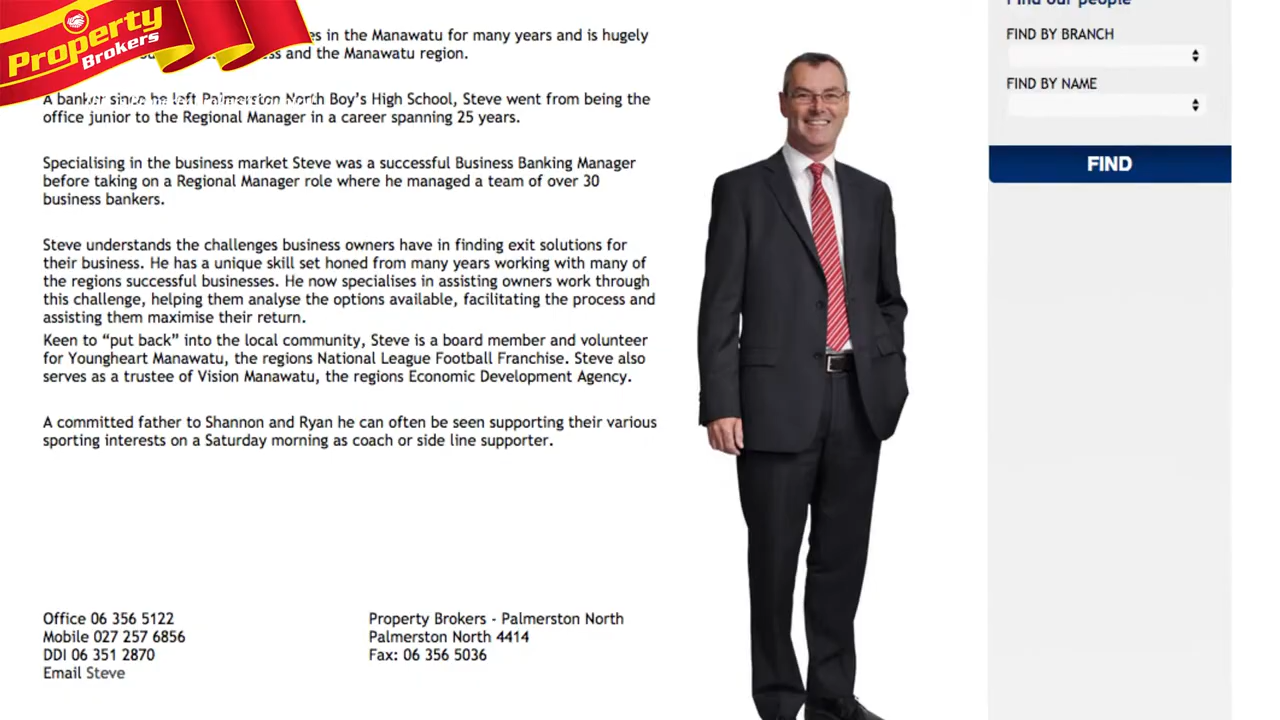 Property
Brokers
es in the Manawatu for many years and is hugely
ss and the Manawatu region.
A banker since he left Palmerston North Boy’s High School, Steve went from being the
office junior to the Regional Manager in a career spanning 25 years.
Specialising in the business market Steve was a successful Business Banking Manager
before taking on a Regional Manager role where he managed a team of over 30
business bankers.
Steve understands the challenges business owners have in finding exit solutions for
their business. He has a unique skill set honed from many years working with many of
the regions successful businesses. He now specialises in assisting owners work through
this challenge, helping them analyse the options available, facilitating the process and
assisting them maximise their return.
Keen to “put back” into the local community, Steve is a board member and volunteer
for Youngheart Manawatu, the regions National League Football Franchise. Steve also
serves as a trustee of Vision Manawatu, the regions Economic Development Agency.
A committed father to Shannon and Ryan he can often be seen supporting their various
sporting interests on a Saturday morning as coach or side line supporter.
Office 06 356 5122
Mobile 027 257 6856
DDI 06 351 2870
Email Steve
Property Brokers - Palmerston North
Palmerston North 4414
Fax: 06 356 5036
Find our people
FIND BY BRANCH
FIND BY NAME
FIND